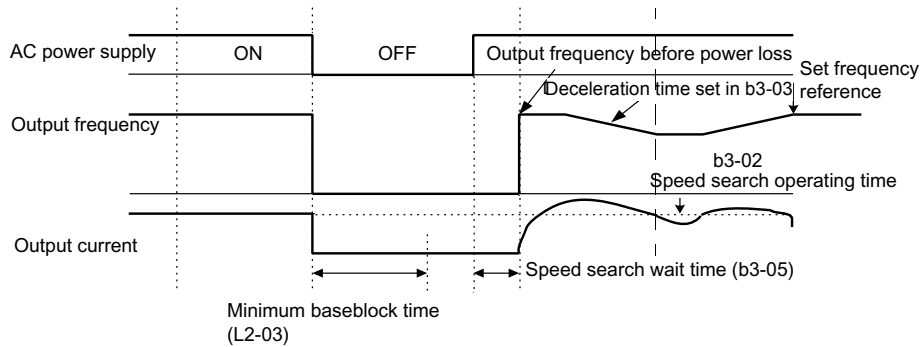 AC power supply
ON
OFF
Output frequency before power loss
Deceleration time set in b3-03
Set frequency
reference
Output frequency
b3-02
Speed search operating time
Output current
Speed search wait time (b3-05)
Minimum baseblock time
(L2-03)